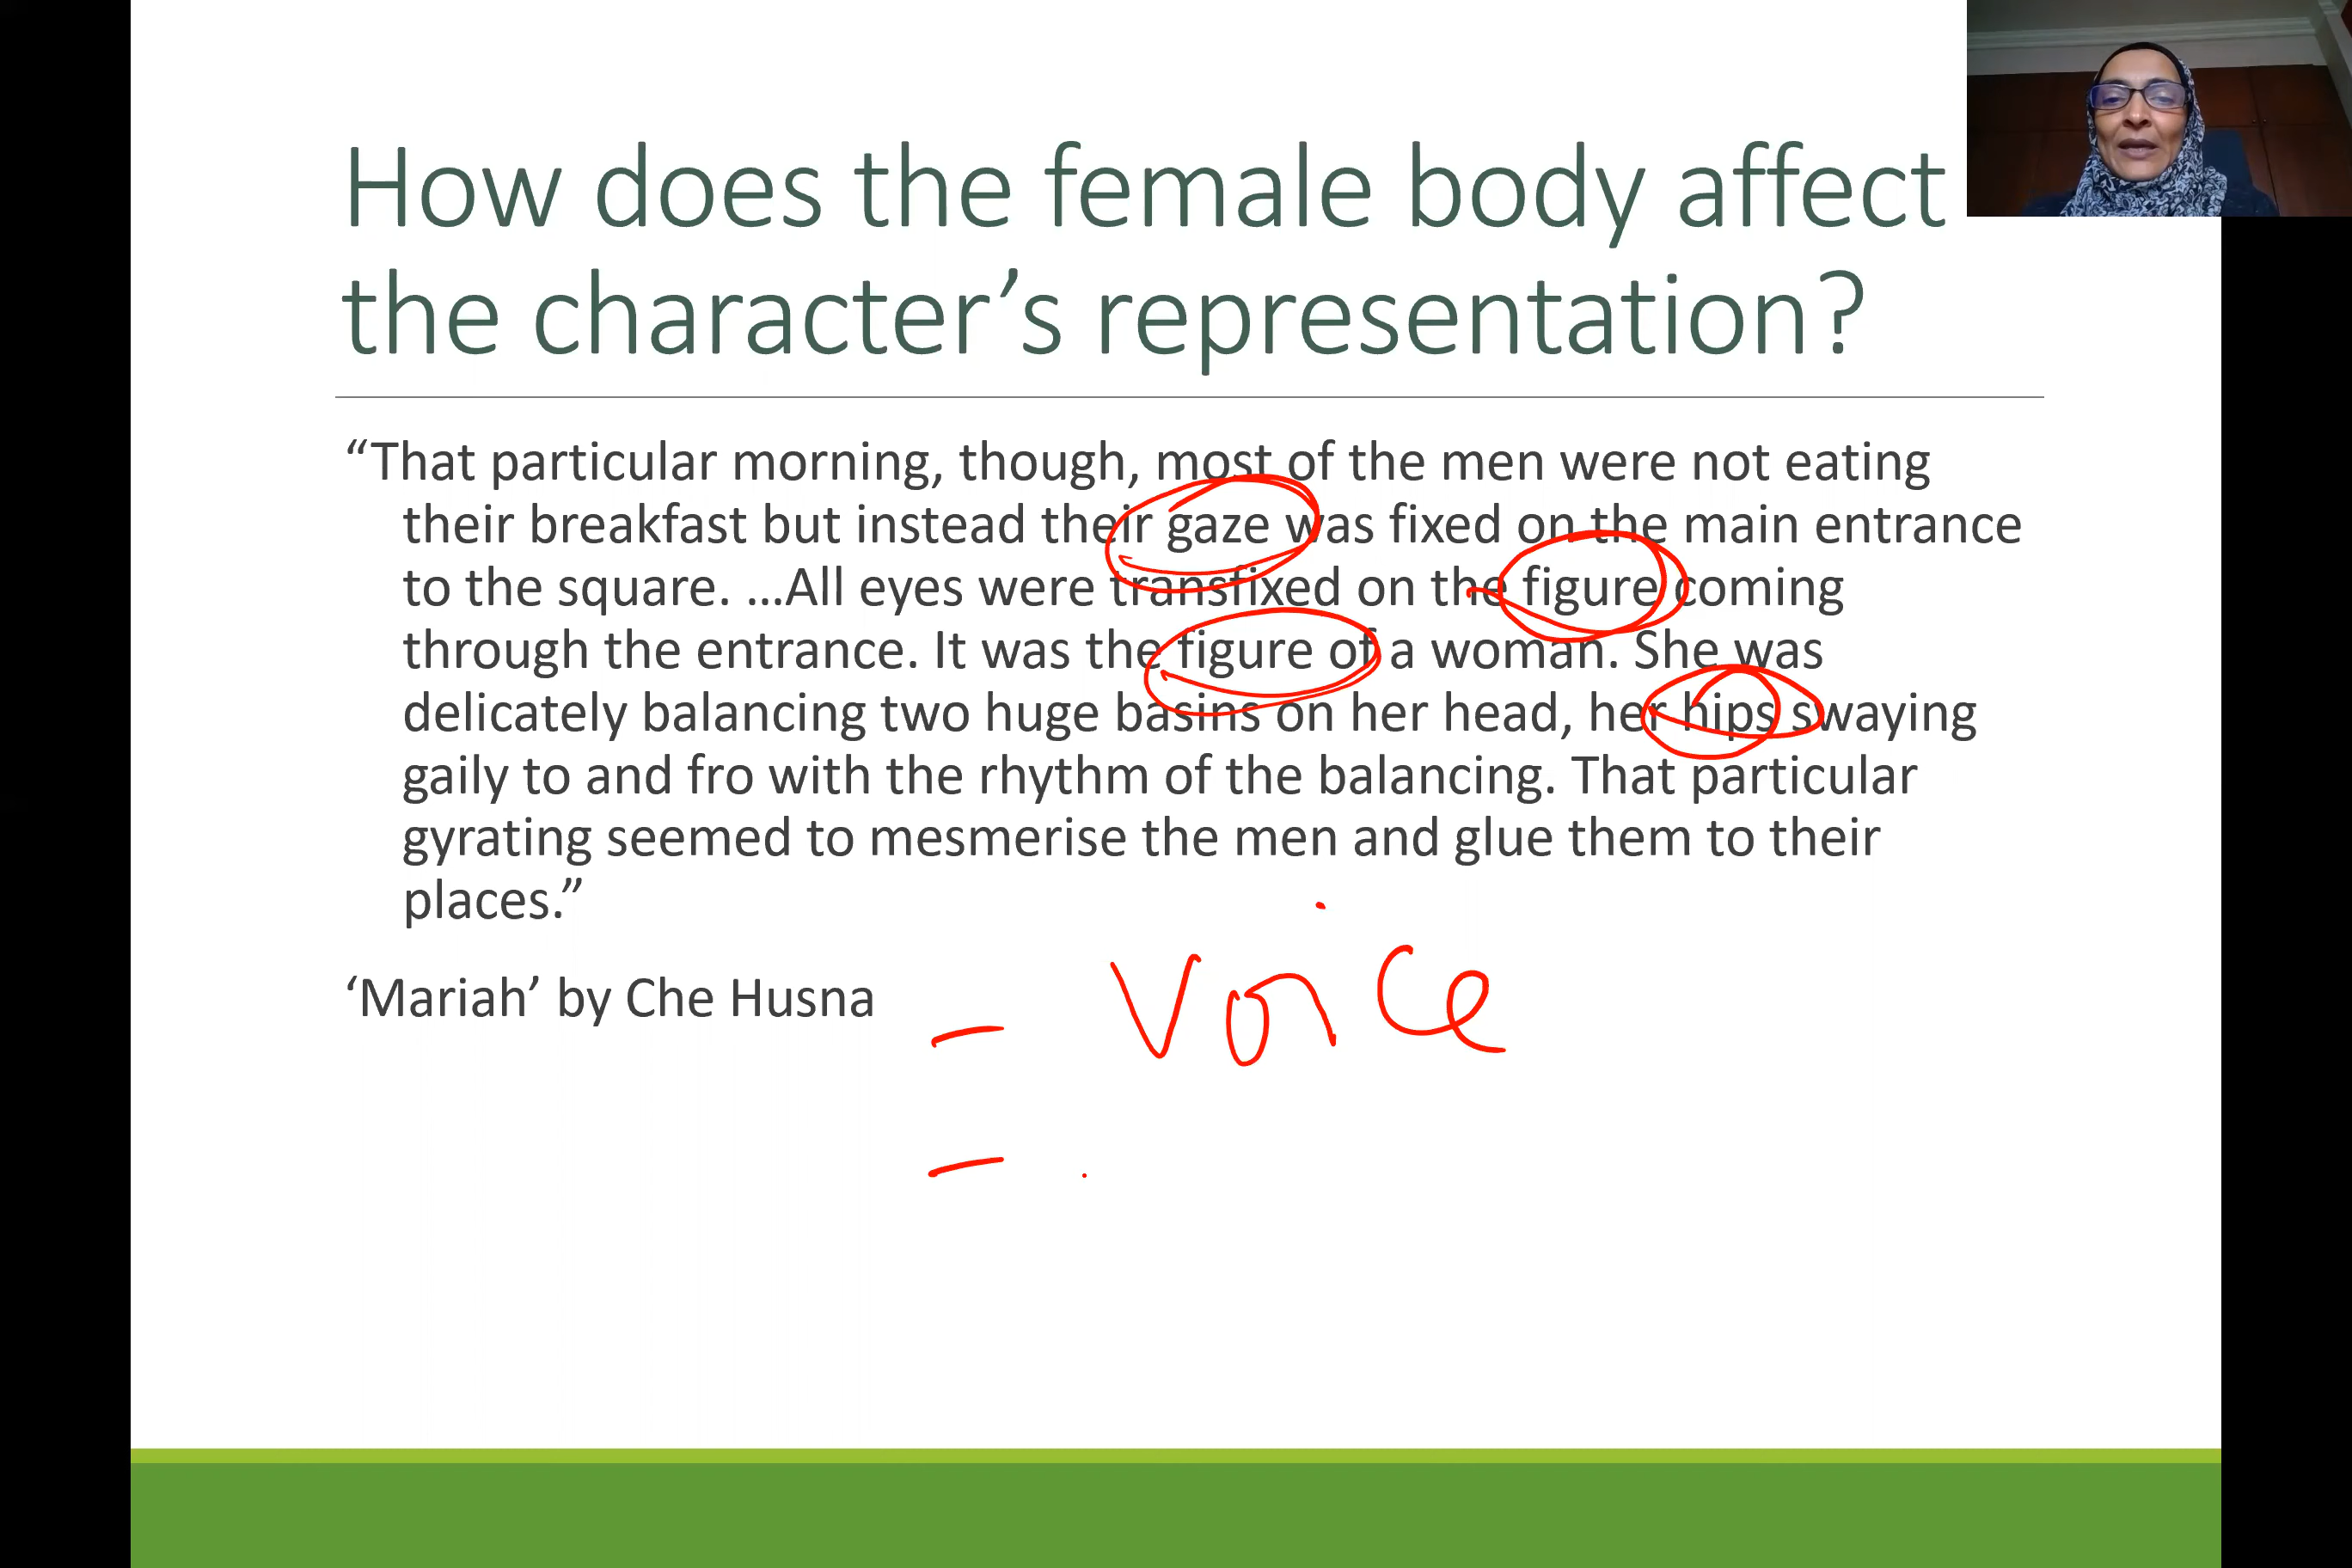 How does the female body affect
the character’s representation?
“That particular morning, though, most of the men were not eating
their breakfast but instead their gaze was fixed on the main entrance
to the square. ...All eyes were transfixed on the figure coming
through the entrance. It was the figure of a woman. She was
delicately balancing two huge basins on her head, her hips swaying
gaily to and fro with the rhythm of the balancing. That particular
gyrating seemed to mesmerise the men and glue them to their
places.”
‘Mariah’ by Che Husna
- Voice
-